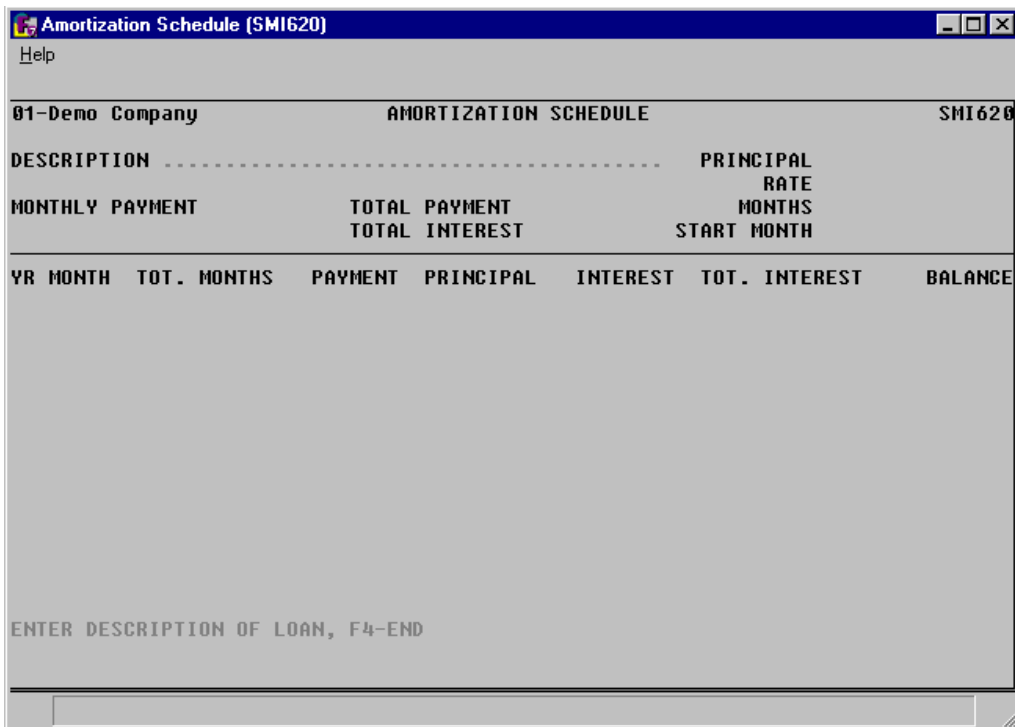 Amortization Schedule (SMI620)
Help
01-Demo Company AMORTIZATION SCHEDULE SMI620
DESCRIPTION ........................................ PRINCIPAL
RATE
MONTHLY PAYMENT TOTAL PAYMENT MONTHS
TOTAL INTEREST START MONTH
YR MONTH TOT. MONTHS PAYMENT PRINCIPAL INTEREST TOT. INTEREST BALANCE
ENTER DESCRIPTION OF LOAN, F4-END